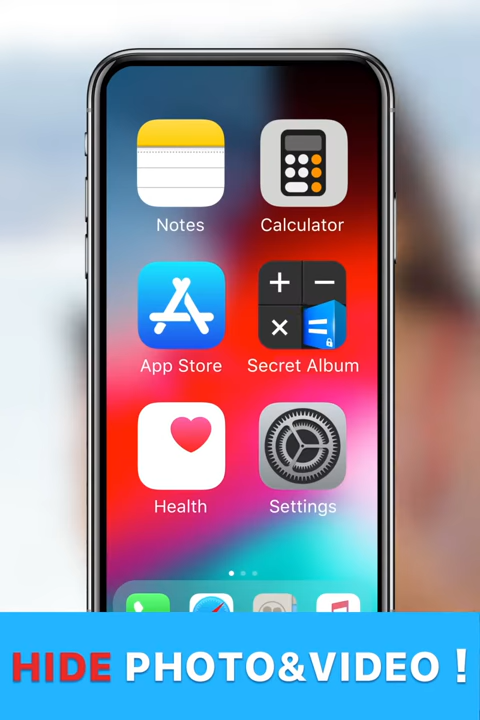 Notes
Calculator
App Store
Secret Album
Health
Settings
HIDE PHOTO&VIDEO !